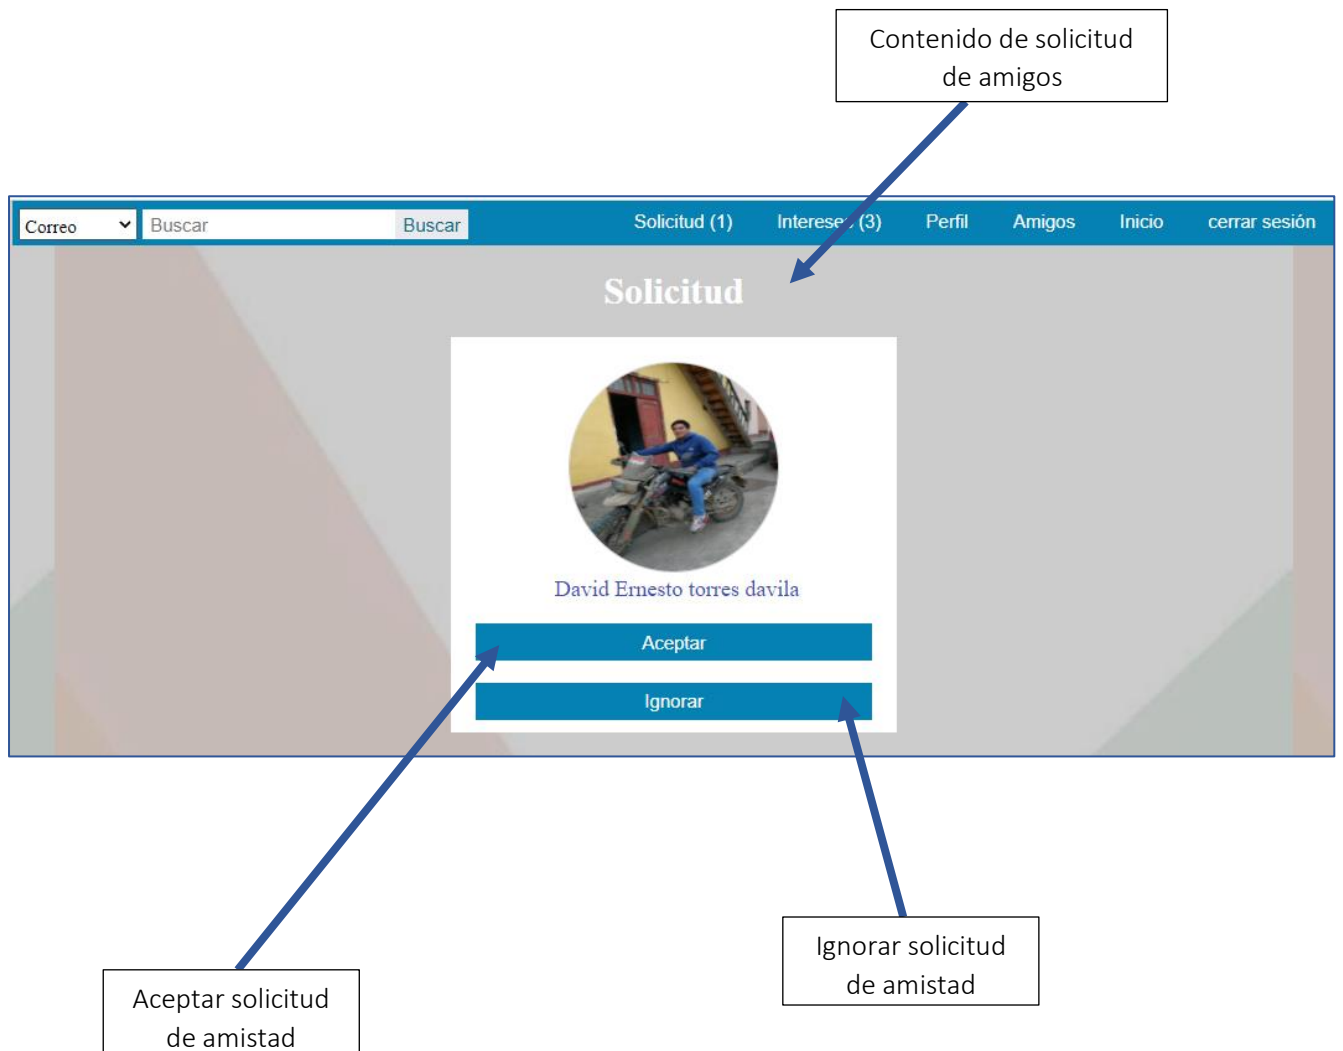 Contenido de solicitud
de amigos
Correo Buscar Buscar Solicitud (1) Intereses (3) Perfil Amigos Inicio cerrar sesión
Solicitud
David Ernesto torres davila
Aceptar
Ignorar
Ignorar solicitud
de amistad
Aceptar solicitud
de amistad